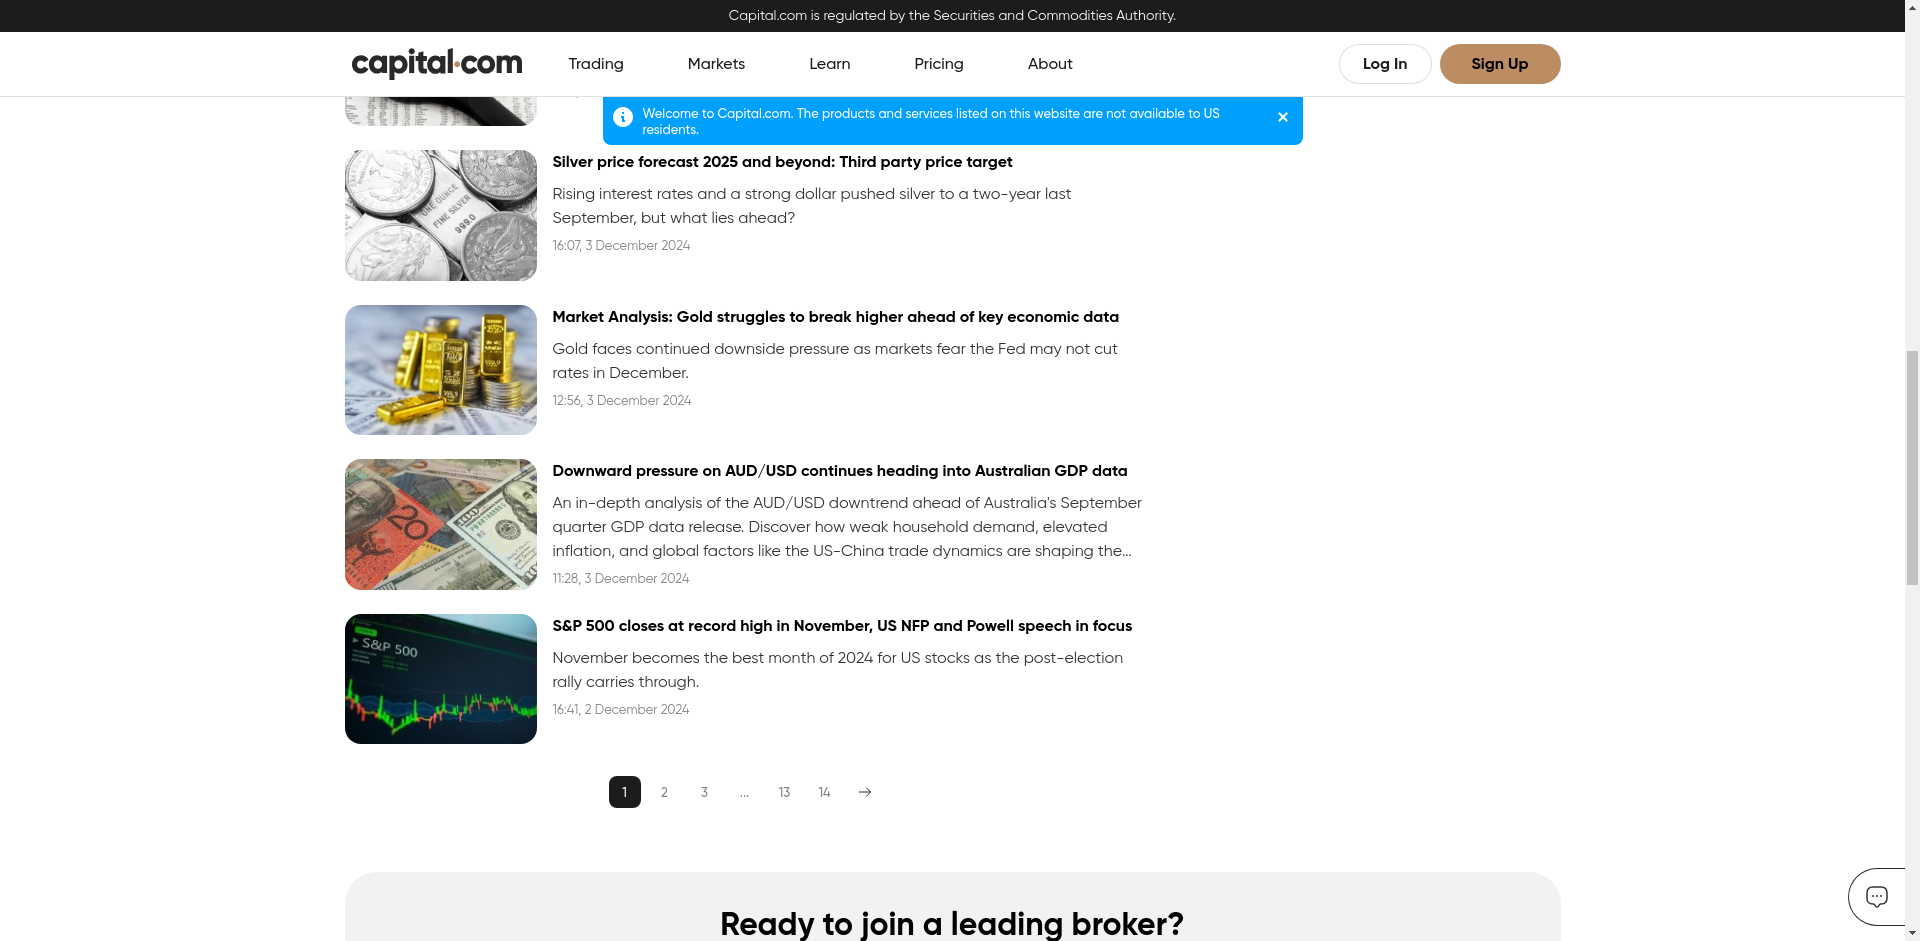 Capital.com is regulated by the Securities and Commodities Authority.
capital.com
Trading
Markets
Learn
Pricing
About
Log In
Sign Up
Welcome to Capital.com. The products and services listed on this website are not available to US
residents.
Silver price forecast 2025 and beyond: Third party price target
Rising interest rates and a strong dollar pushed silver to a two-year last
September, but what lies ahead?
16:07, 3 December 2024
ONE OUNCE
FINE SILVER
999.0
Market Analysis: Gold struggles to break higher ahead of key economic data
Gold faces continued downside pressure as markets fear the Fed may not cut
rates in December.
12:56, 3 December 2024
Downward pressure on AUD/USD continues heading into Australian GDP data
An in-depth analysis of the AUD/USD downtrend ahead of Australia's September
quarter GDP data release. Discover how weak household demand, elevated
inflation, and global factors like the US-China trade dynamics are shaping the...
11:28, 3 December 2024
20
100
S&P 500
S&P 500 closes at record high in November, US NFP and Powell speech in focus
November becomes the best month of 2024 for US stocks as the post-election
rally carries through.
16:41, 2 December 2024
1 2 3 ... 13 14
Ready to join a leading broker?